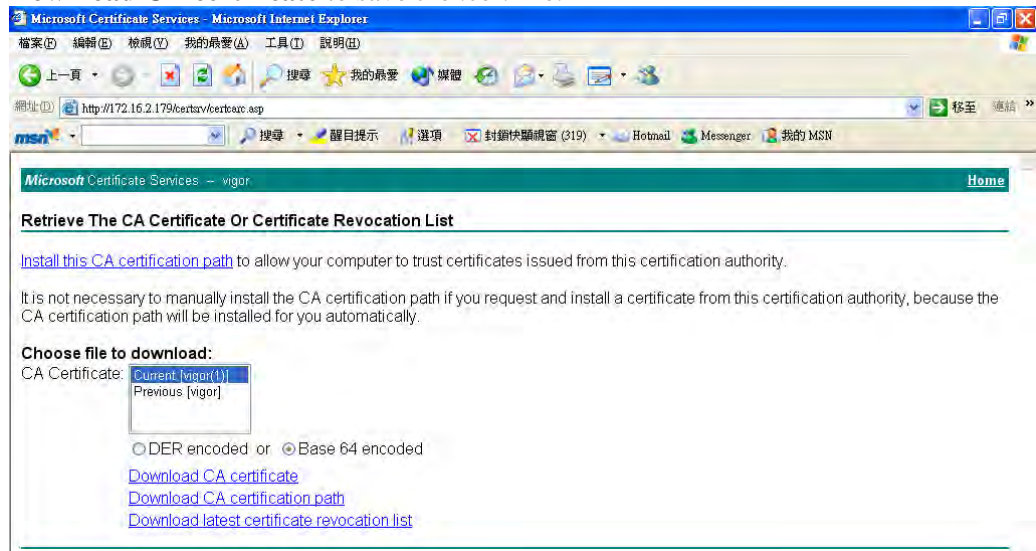 Microsoft Certificate Services - Microsoft Internet Explorer
檔案(F) 編輯(E) 檢視(V) 我的最愛(A) 工具(T) 說明(H)
上一頁 搜尋 我的最愛 媒體
網址(D) http://172.16.2.179/certsrv/certcarc.asp 移至 連結 »
msn 搜尋 醒目提示 選項 封鎖快顯視窗 (319) Hotmail Messenger 我的 MSN
Microsoft Certificate Services -- vigor Home
Retrieve The CA Certificate Or Certificate Revocation List
Install this CA certification path to allow your computer to trust certificates issued from this certification authority.
It is not necessary to manually install the CA certification path if you request and install a certificate from this certification authority, because the
CA certification path will be installed for you automatically.
Choose file to download:
CA Certificate: Current [vigor(1)]
Previous [vigor]
DER encoded or Base 64 encoded
Download CA certificate
Download CA certification path
Download latest certificate revocation list